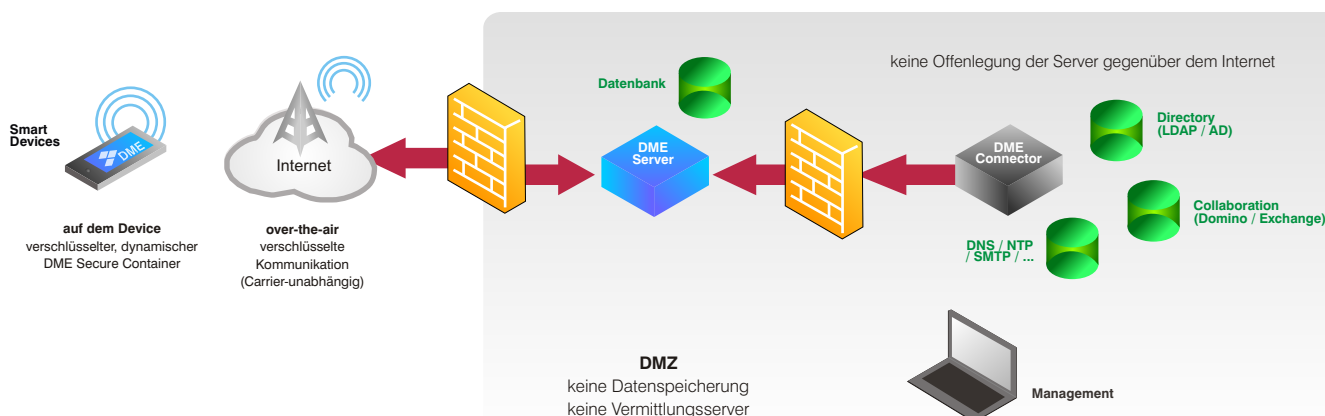 Smart
Devices
DME
auf dem Device
verschlüsselter, dynamischer
DME Secure Container
Internet
over-the-air
verschlüsselte
Kommunikation
(Carrier-unabhängig)
Datenbank
DME
Server
keine Offenlegung der Server gegenüber dem Internet
DME
Connector
Directory
(LDAP / AD)
Collaboration
(Domino / Exchange)
DNS / NTP
/ SMTP / ...
DMZ
keine Datenspeicherung
keine Vermittlungsserver
Management